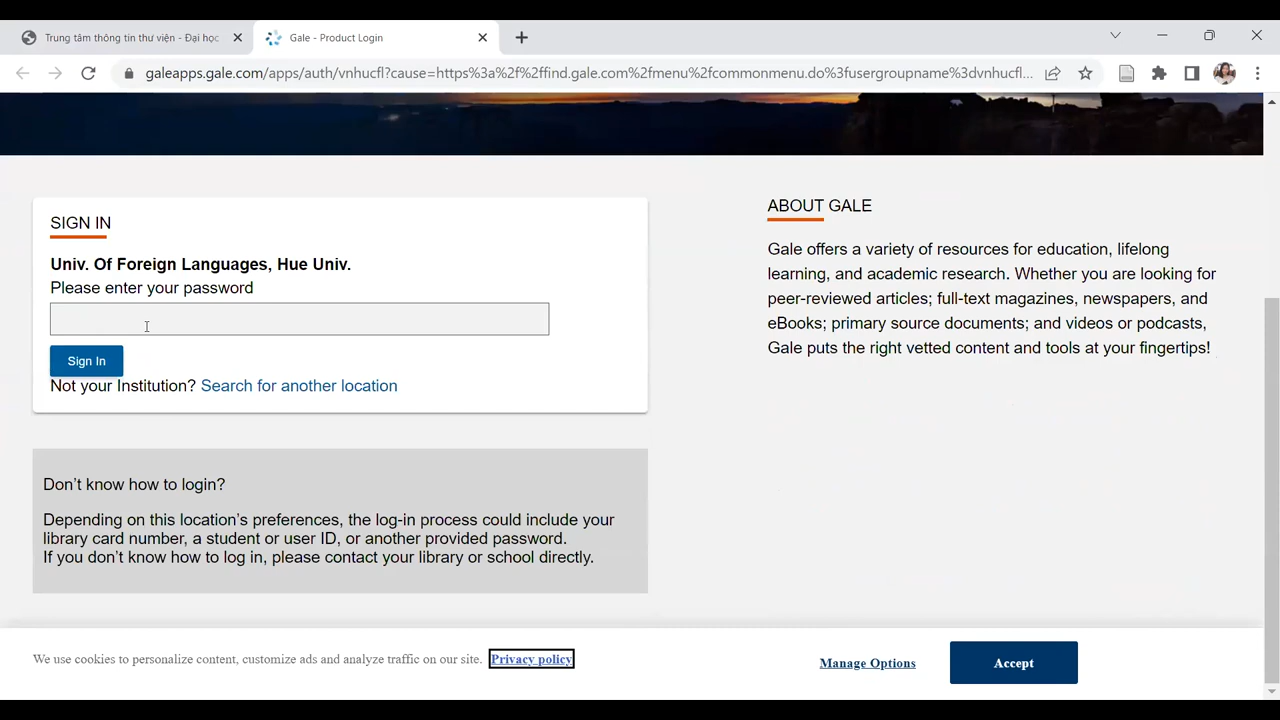 Trung tâm thông tin thư viện - Đại học
Gale - Product Login
galeapps.gale.com/apps/auth/vnhucfl?cause=https%3a%2f%2ffind.gale.com%2fmenu%2fcommonmenu.do%3fusergroupname%3dvnhucfl...
SIGN IN
Univ. Of Foreign Languages, Hue Univ.
Please enter your password
Sign In
Not your Institution? Search for another location
Don't know how to login?
Depending on this location's preferences, the log-in process could include your
library card number, a student or user ID, or another provided password.
If you don't know how to log in, please contact your library or school directly.
ABOUT GALE
Gale offers a variety of resources for education, lifelong
learning, and academic research. Whether you are looking for
peer-reviewed articles; full-text magazines, newspapers, and
eBooks; primary source documents; and videos or podcasts,
Gale puts the right vetted content and tools at your fingertips!
We use cookies to personalize content, customize ads and analyze traffic on our site. Privacy policy
Manage Options
Accept